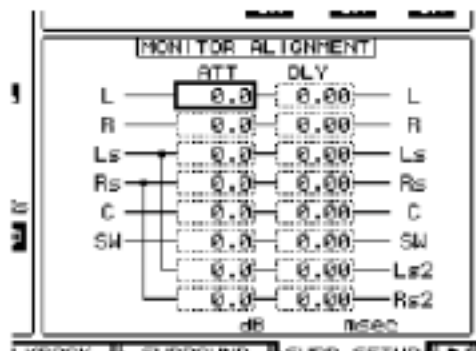 MONITOR ALIGNMENT
ATT DLY
L 0.0 0.00 L
R 0.0 0.00 R
Ls 0.0 0.00 Ls
Rs 0.0 0.00 Rs
C 0.0 0.00 C
SW 0.0 0.00 SW
0.0 0.00 Ls2
0.0 0.00 Rs2
dB msec
SURROUND SURR SETUP